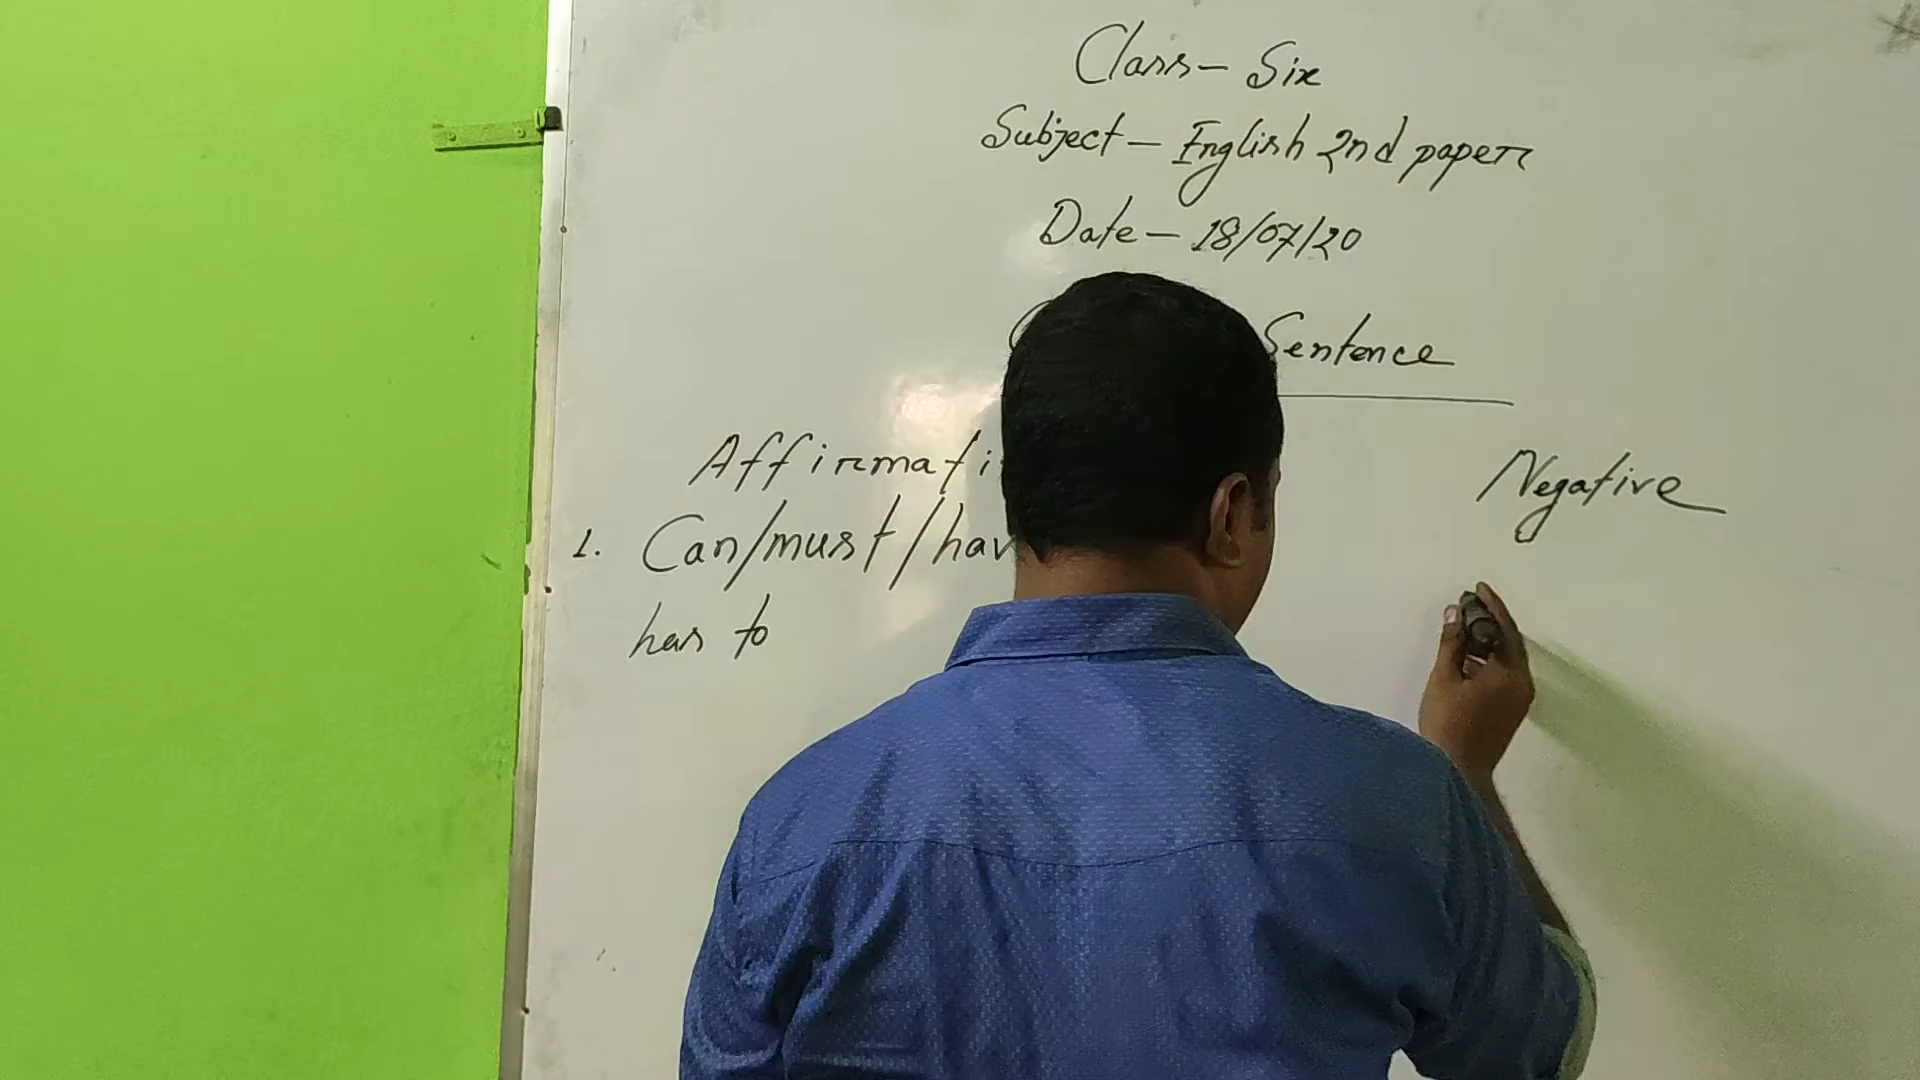 Class- Six
Subject- English 2nd paper
Date- 18/07/20
Sentence
Affirmati
Negative
1. Can/must/hav
has to